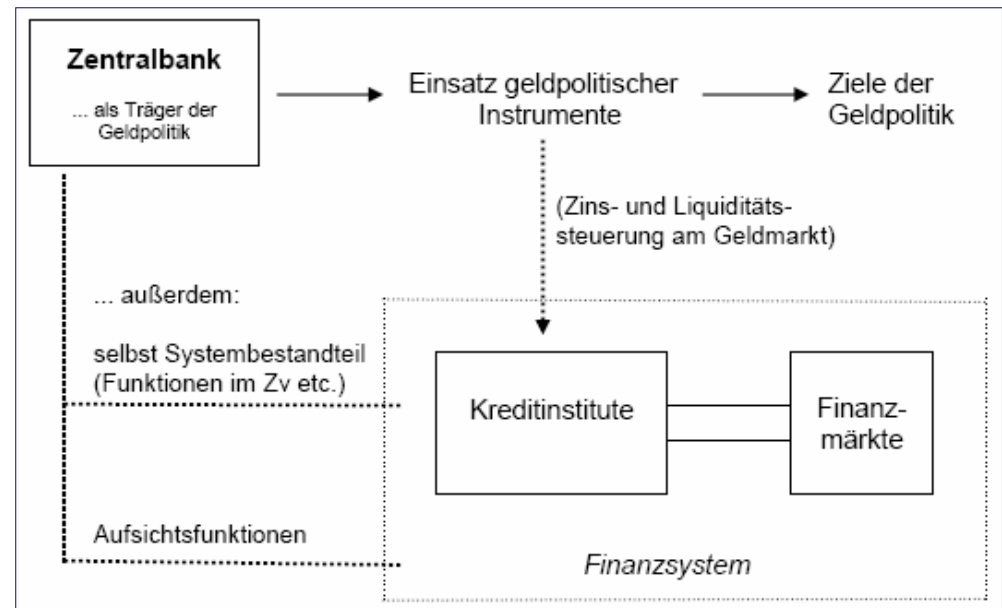 Zentralbank
... als Träger der
Geldpolitik
Einsatz geldpolitischer
Instrumente
Ziele der
Geldpolitik
(Zins- und Liquiditäts-
steuerung am Geldmarkt)
... außerdem:
selbst Systembestandteil
(Funktionen im Zv etc.)
Kreditinstitute
Finanz-
märkte
Aufsichtsfunktionen
Finanzsystem